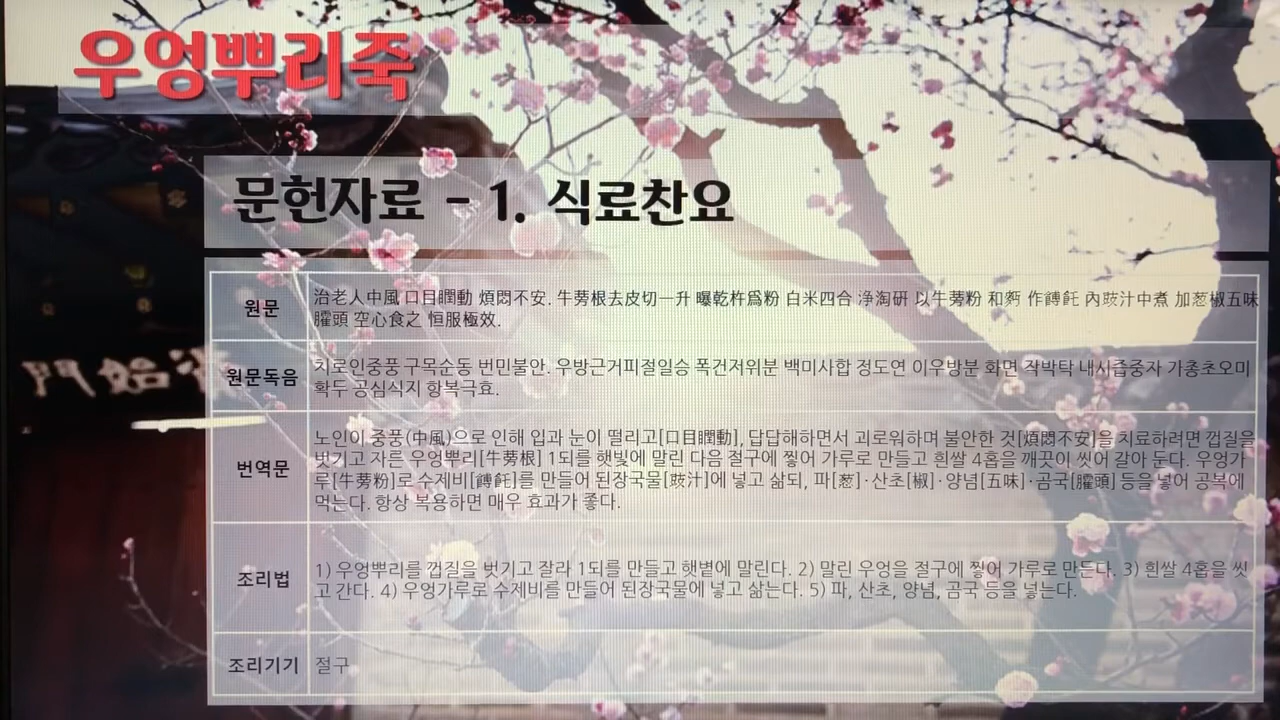 우엉뿌리죽
문헌자료 - 1. 식료찬요
원문
治老人中風 口目瞤動 煩悶不安. 牛蒡根去皮切一升 曝乾杵爲粉 白米四合 净淘硏 以牛蒡粉 和麪 作餺飥 內豉汁中煮 加葱椒五味
臛頭 空心食之 恒服極效.
원문독음
치로인중풍 구목순동 번민불안. 우방근거피절일승 폭건저위분 백미사합 정도연 이우방분 화면 작박탁 내시즙중자 가총초오미
확두 공심식지 항복극효.
번역문
노인이 중풍(中風)으로 인해 입과 눈이 떨리고[口目瞤動], 답답해하면서 괴로워하며 불안한 것[煩悶不安]을 치료하려면 껍질을
벗기고 자른 우엉뿌리[牛蒡根] 1되를 햇빛에 말린 다음 절구에 찧어 가루로 만들고 흰쌀 4홉을 깨끗이 씻어 갈아 둔다. 우엉가
루[牛蒡粉]로 수제비[餺飥]를 만들어 된장국물[豉汁]에 넣고 삶되, 파[葱]·산초[椒]·양념[五味]·곰국[臛頭] 등을 넣어 공복에
먹는다. 항상 복용하면 매우 효과가 좋다.
조리법
1) 우엉뿌리를 껍질을 벗기고 잘라 1되를 만들고 햇볕에 말린다. 2) 말린 우엉을 절구에 찧어 가루로 만든다. 3) 흰쌀 4홉을 씻
고 간다. 4) 우엉가루로 수제비를 만들어 된장국물에 넣고 삶는다. 5) 파, 산초, 양념, 곰국 등을 넣는다.
조리기기
절구
門始